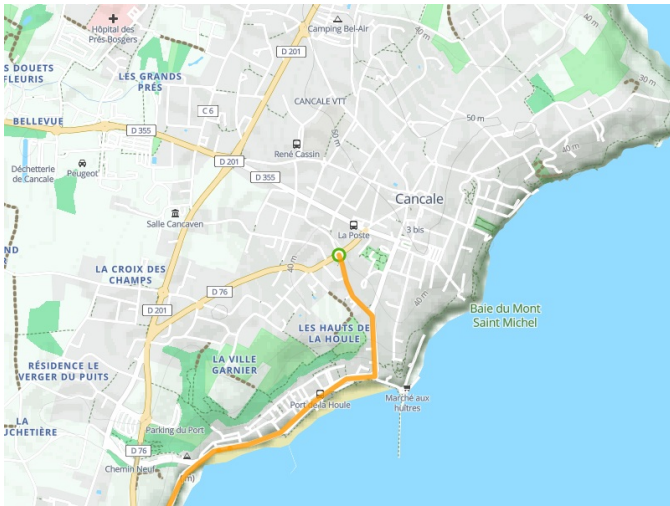 Hôpital des
Prés-Bosgers
D 201
Camping Bel-Air
40 m
S DOUETS
FLEURIS
LES GRANDS
PRÉS
30 m
CANCALE VTT
C 6
50 m
50 m
BELLEVUE
D 355
René Cassin
40 m
D 201
Déchetterie
de Cancale
Peugeot
D 355
Cancale
Salle Cancaven
3 bis
La Poste
ND
LA CROIX DES
CHAMPS
40 m
D 76
40 m
D 201
Baie du Mont
Saint Michel
LES HAUTS DE
LA HOULE
LA VILLE
GARNIER
RÉSIDENCE LE
VERGER DU PUITS
Port de la Houle
Marché aux
huîtres
LA
UCHETIÈRE
Parking du Port
D 76
Chemin Neuf
m)